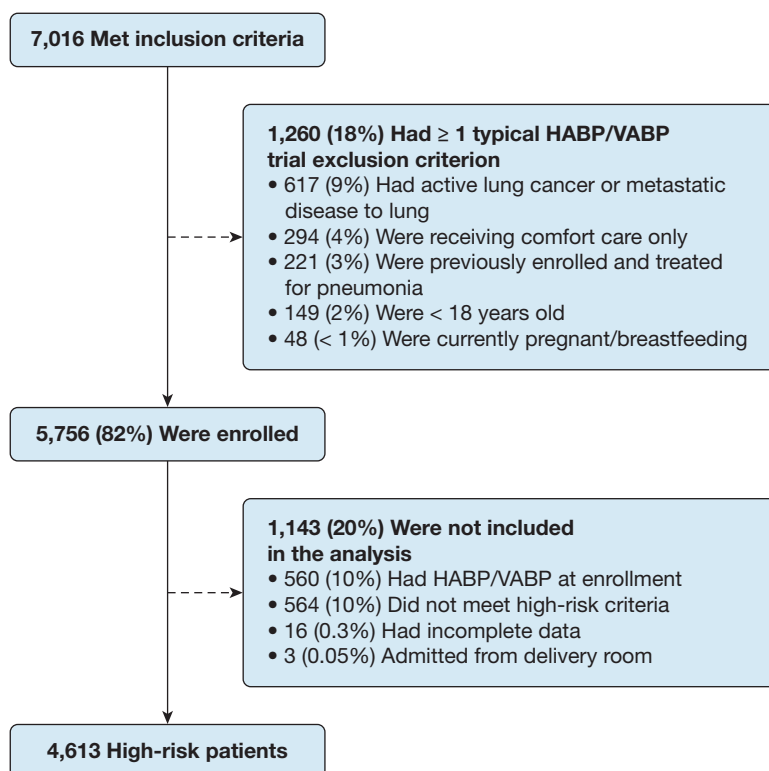 7,016 Met inclusion criteria
1,260 (18%) Had ≥ 1 typical HABP/VABP
trial exclusion criterion
• 617 (9%) Had active lung cancer or metastatic
disease to lung
• 294 (4%) Were receiving comfort care only
• 221 (3%) Were previously enrolled and treated
for pneumonia
• 149 (2%) Were < 18 years old
• 48 (< 1%) Were currently pregnant/breastfeeding
5,756 (82%) Were enrolled
1,143 (20%) Were not included
in the analysis
• 560 (10%) Had HABP/VABP at enrollment
• 564 (10%) Did not meet high-risk criteria
• 16 (0.3%) Had incomplete data
• 3 (0.05%) Admitted from delivery room
4,613 High-risk patients